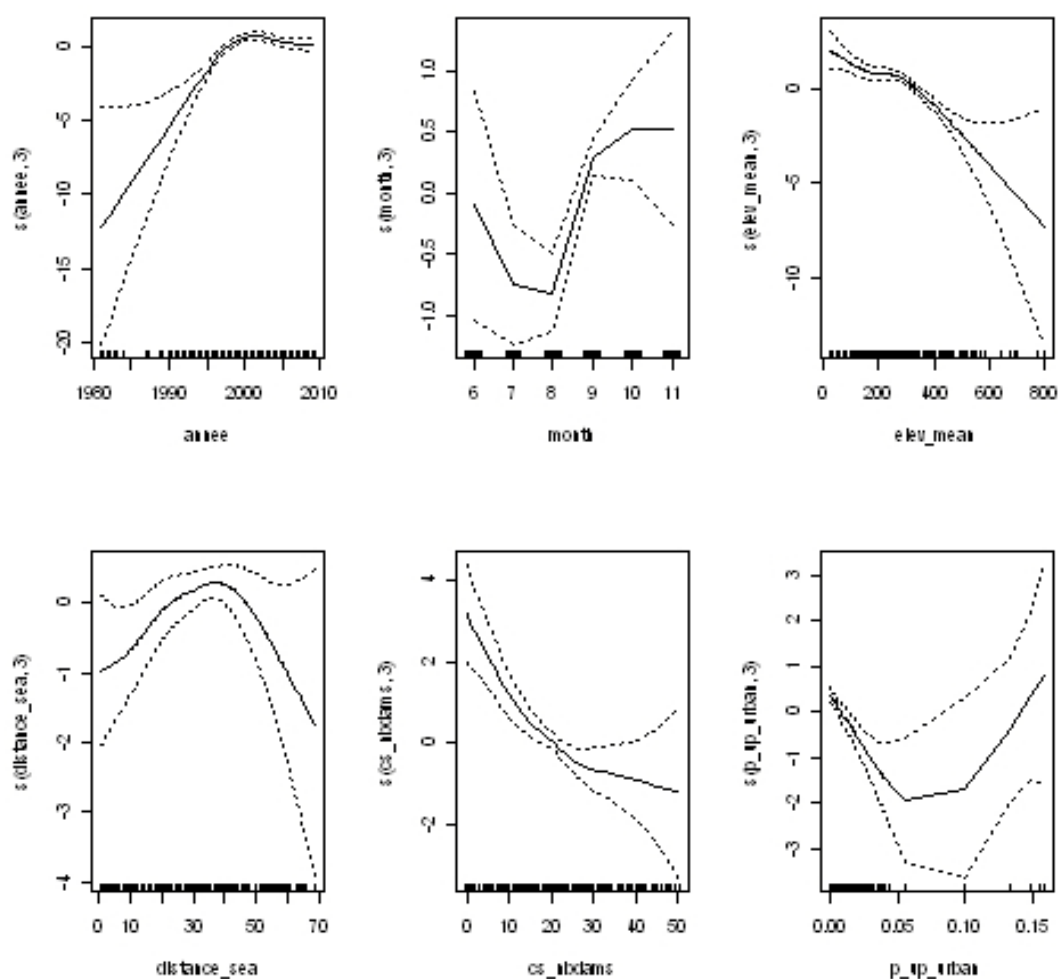 s(annee, 3)
0
-5
-10
-15
-20
1980 1990 2000 2010
annee
s(month, 3)
1.0
0.5
0.0
-0.5
-1.0
6 7 8 9 10 11
month
s(elev_mean, 3)
0
-5
-10
0 200 400 600 800
elev_mean
s(distance_sea, 3)
0
-1
-2
-3
-4
0 10 30 50 70
distance_sea
s(cs_nbdams, 3)
4
2
0
-2
0 10 20 30 40 50
cs_nbdams
s(p_up_urban, 3)
3
2
1
0
-1
-2
-3
0.00 0.05 0.10 0.15
p_up_urban